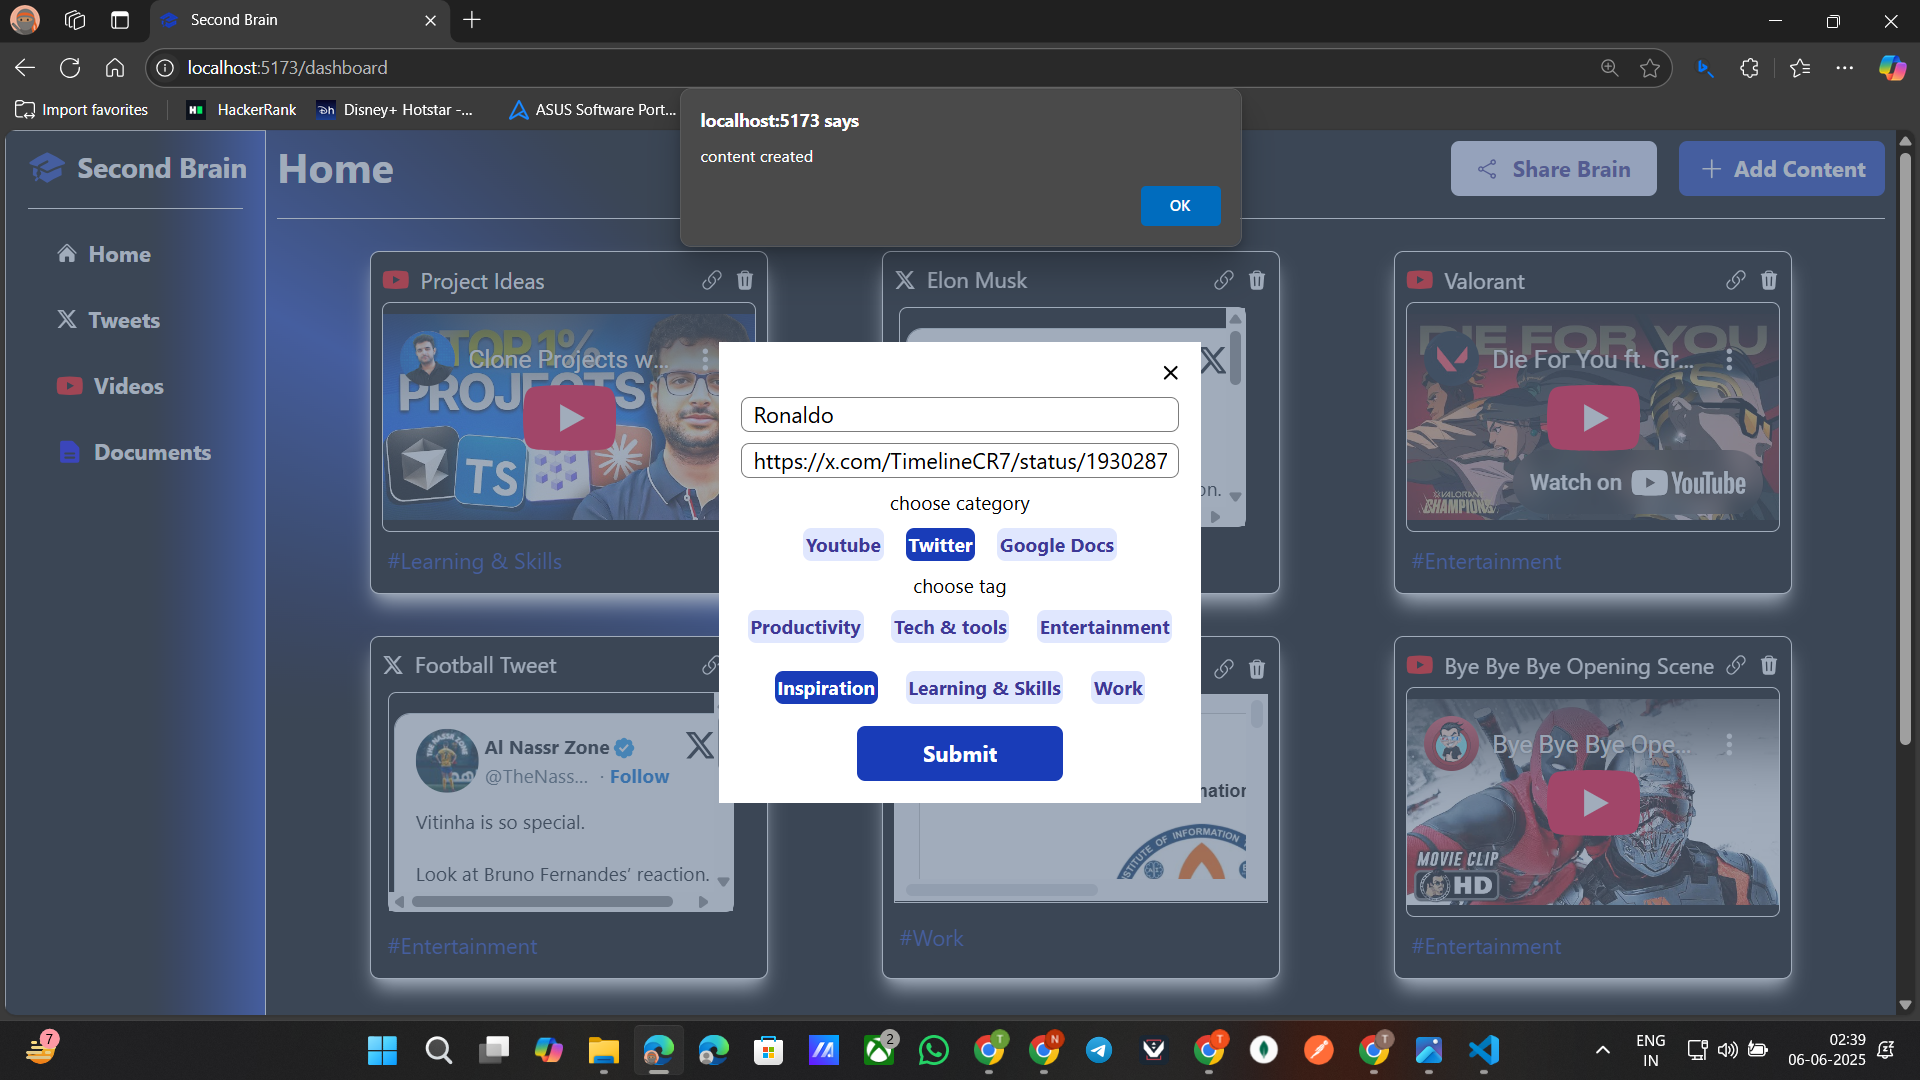 Second Brain
localhost:5173/dashboard
Import favorites
HackerRank
Disney+ Hotstar -...
ASUS Software Port...
localhost:5173 says
content created
OK
Second Brain
Home
Share Brain
Add Content
Home
Tweets
Videos
Documents
Project Ideas
TOP 1%
PROJECTS
Clone Projects w...
TS
#Learning & Skills
Elon Musk
on.
Valorant
DIE FOR YOU
Die For You ft. Gr...
Watch on YouTube
VALORANT
CHAMPIONS
#Entertainment
Ronaldo
https://x.com/TimelineCR7/status/1930287
choose category
Youtube
Twitter
Google Docs
choose tag
Productivity
Tech & tools
Entertainment
Inspiration
Learning & Skills
Work
Submit
Football Tweet
Al Nassr Zone
@TheNass... · Follow
Vitinha is so special.
Look at Bruno Fernandes' reaction.
#Entertainment
nation
OF INFORMATION
#Work
Bye Bye Bye Opening Scene
Bye Bye Bye Ope...
MOVIE CLIP
HD
#Entertainment
7
2
T
N
T
T
ENG
IN
02:39
06-06-2025